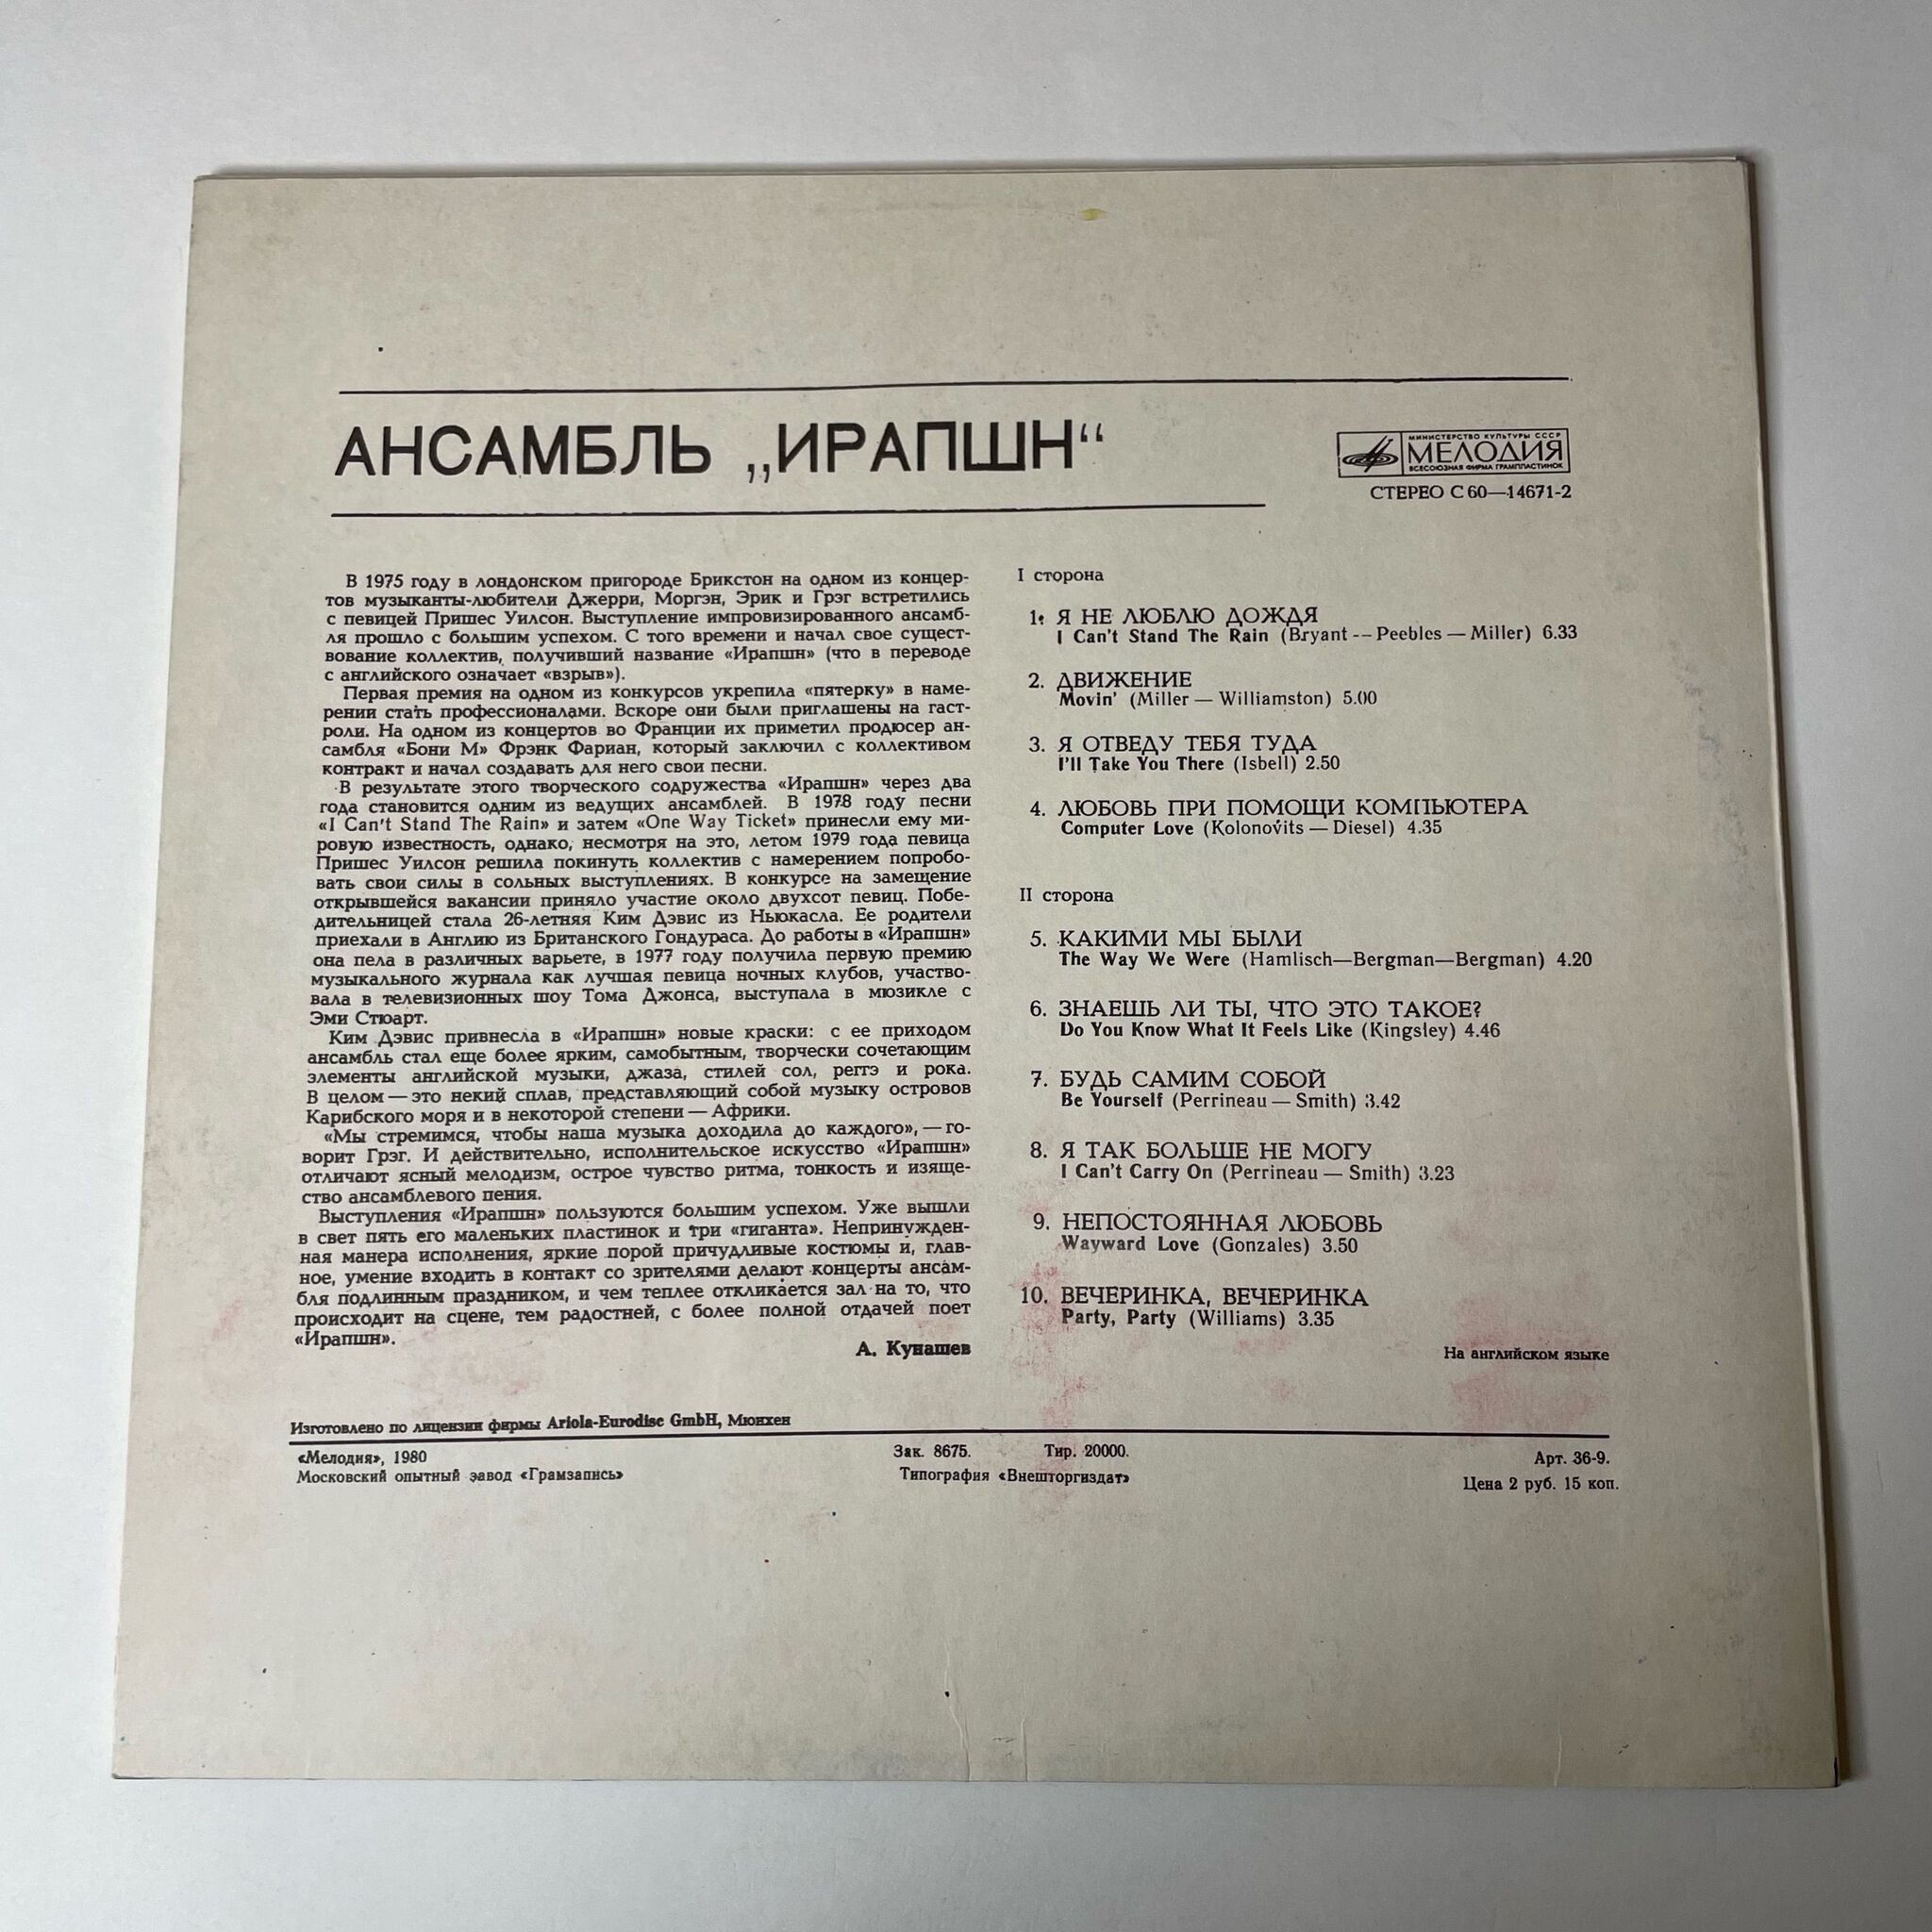 АНСАМБЛЬ „ИРАПШН“
МИНИСТЕРСТВО КУЛЬТУРЫ СССР
МЕЛОДИЯ
ВСЕСОЮЗНАЯ ФИРМА ГРАМПЛАСТИНОК
СТЕРЕО С 60—14671-2
В 1975 году в лондонском пригороде Брикстон на одном из концер-
тов музыканты-любители Джерри, Моргэн, Эрик и Грэг встретились
с певицей Пришес Уилсон. Выступление импровизированного ансамб-
ля прошло с большим успехом. С того времени и начал свое сущест-
вование коллектив, получивший название «Ирапшн» (что в переводе
с английского означает «взрыв»).
Первая премия на одном из конкурсов укрепила «пятерку» в наме-
рении стать профессионалами. Вскоре они были приглашены на гаст-
роли. На одном из концертов во Франции их приметил продюсер ан-
самбля «Бони М» Фрэнк Фариан, который заключил с коллективом
контракт и начал создавать для него свои песни.
В результате этого творческого содружества «Ирапшн» через два
года становится одним из ведущих ансамблей. В 1978 году песни
«I Can't Stand The Rain» и затем «One Way Ticket» принесли ему ми-
ровую известность, однако, несмотря на это, летом 1979 года певица
Пришес Уилсон решила покинуть коллектив с намерением попробо-
вать свои силы в сольных выступлениях. В конкурсе на замещение
открывшейся вакансии приняло участие около двухсот певиц. Побе-
дительницей стала 26-летняя Ким Дэвис из Ньюкасла. Ее родители
приехали в Англию из Британского Гондураса. До работы в «Ирапшн»
она пела в различных варьете, в 1977 году получила первую премию
музыкального журнала как лучшая певица ночных клубов, участво-
вала в телевизионных шоу Тома Джонса, выступала в мюзикле с
Эми Стюарт.
Ким Дэвис привнесла в «Ирапшн» новые краски: с ее приходом
ансамбль стал еще более ярким, самобытным, творчески сочетающим
элементы английской музыки, джаза, стилей сол, реггэ и рока.
В целом — это некий сплав, представляющий собой музыку островов
Карибского моря и в некоторой степени — Африки.
«Мы стремимся, чтобы наша музыка доходила до каждого», — го-
ворит Грэг. И действительно, исполнительское искусство «Ирапшн»
отличают ясный мелодизм, острое чувство ритма, тонкость и изяще-
ство ансамблевого пения.
Выступления «Ирапшн» пользуются большим успехом. Уже вышли
в свет пять его маленьких пластинок и три «гиганта». Непринужден-
ная манера исполнения, яркие порой причудливые костюмы и, глав-
ное, умение входить в контакт со зрителями делают концерты ансам-
бля подлинным праздником, и чем теплее откликается зал на то, что
происходит на сцене, тем радостней, с более полной отдачей поет
«Ирапшн».
А. Кунашев
I сторона
1. Я НЕ ЛЮБЛЮ ДОЖДЯ
I Can't Stand The Rain (Bryant -- Peebles — Miller) 6.33
2. ДВИЖЕНИЕ
Movin' (Miller — Williamston) 5.00
3. Я ОТВЕДУ ТЕБЯ ТУДА
I'll Take You There (Isbell) 2.50
4. ЛЮБОВЬ ПРИ ПОМОЩИ КОМПЬЮТЕРА
Computer Love (Kolonovits — Diesel) 4.35
II сторона
5. КАКИМИ МЫ БЫЛИ
The Way We Were (Hamlisch—Bergman—Bergman) 4.20
6. ЗНАЕШЬ ЛИ ТЫ, ЧТО ЭТО ТАКОЕ?
Do You Know What It Feels Like (Kingsley) 4.46
7. БУДЬ САМИМ СОБОЙ
Be Yourself (Perrineau — Smith) 3.42
8. Я ТАК БОЛЬШЕ НЕ МОГУ
I Can't Carry On (Perrineau — Smith) 3.23
9. НЕПОСТОЯННАЯ ЛЮБОВЬ
Wayward Love (Gonzales) 3.50
10. ВЕЧЕРИНКА, ВЕЧЕРИНКА
Party, Party (Williams) 3.35
На английском языке
Изготовлено по лицензии фирмы Ariola-Eurodisc GmbH, Мюнхен
«Мелодия», 1980
Московский опытный завод «Грамзапись»
Зак. 8675. Тир. 20000.
Типография «Внешторгиздат»
Арт. 36-9.
Цена 2 руб. 15 коп.